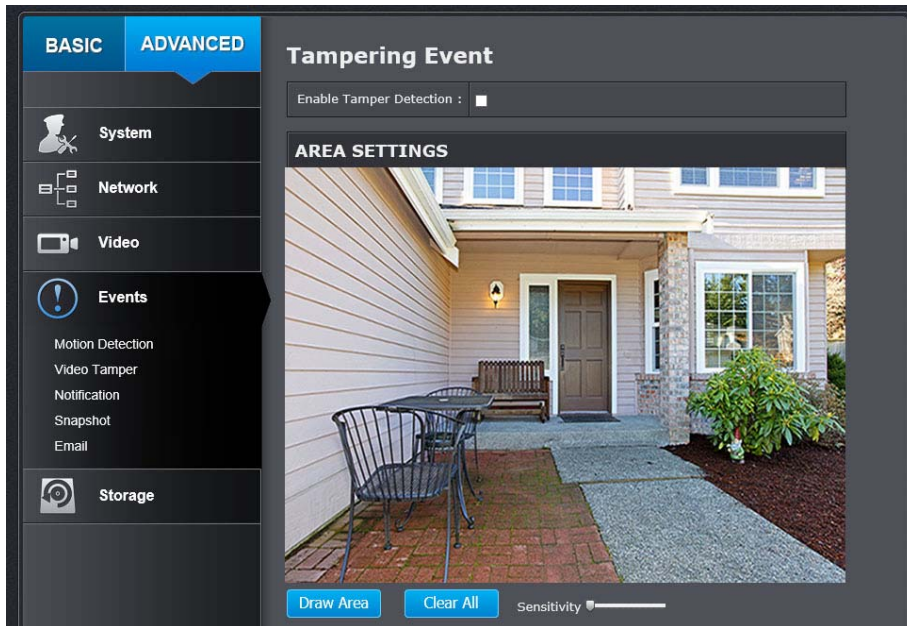 BASIC
ADVANCED
System
Network
Video
Events
Motion Detection
Video Tamper
Notification
Snapshot
Email
Storage
Tampering Event
Enable Tamper Detection :
AREA SETTINGS
Draw Area
Clear All
Sensitivity